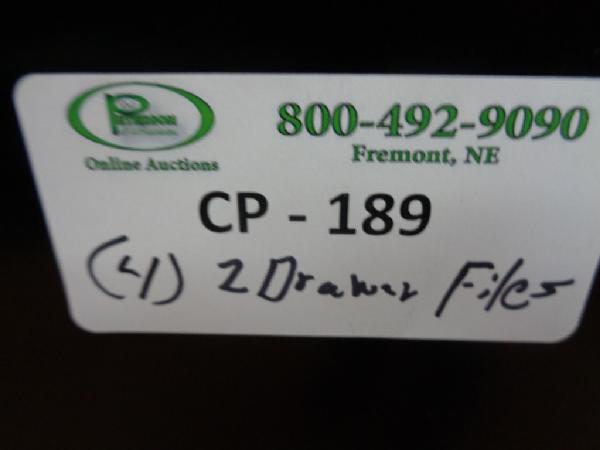 800-492-9090
Online Auctions
Fremont, NE
CP - 189
(4) 2 Drawer Files